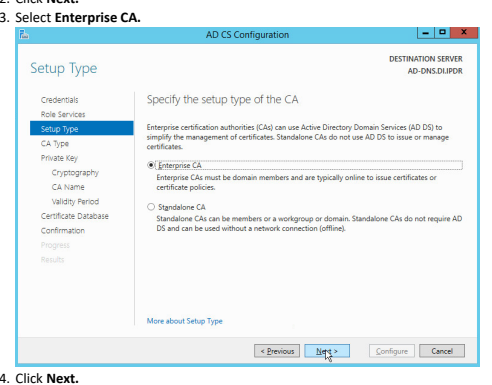 2. Click Next.
3. Select Enterprise CA.
AD CS Configuration
Setup Type
DESTINATION SERVER
AD-DNS.DI.IPDR
Credentials
Role Services
Setup Type
CA Type
Private Key
Cryptography
CA Name
Validity Period
Certificate Database
Confirmation
Progress
Results
Specify the setup type of the CA
Enterprise certification authorities (CAs) can use Active Directory Domain Services (AD DS) to
simplify the management of certificates. Standalone CAs do not use AD DS to issue or manage
certificates.
Enterprise CA
Enterprise CAs must be domain members and are typically online to issue certificates or
certificate policies.
Standalone CA
Standalone CAs can be members or a workgroup or domain. Standalone CAs do not require AD
DS and can be used without a network connection (offline).
More about Setup Type
< Previous
Next >
Configure
Cancel
4. Click Next.